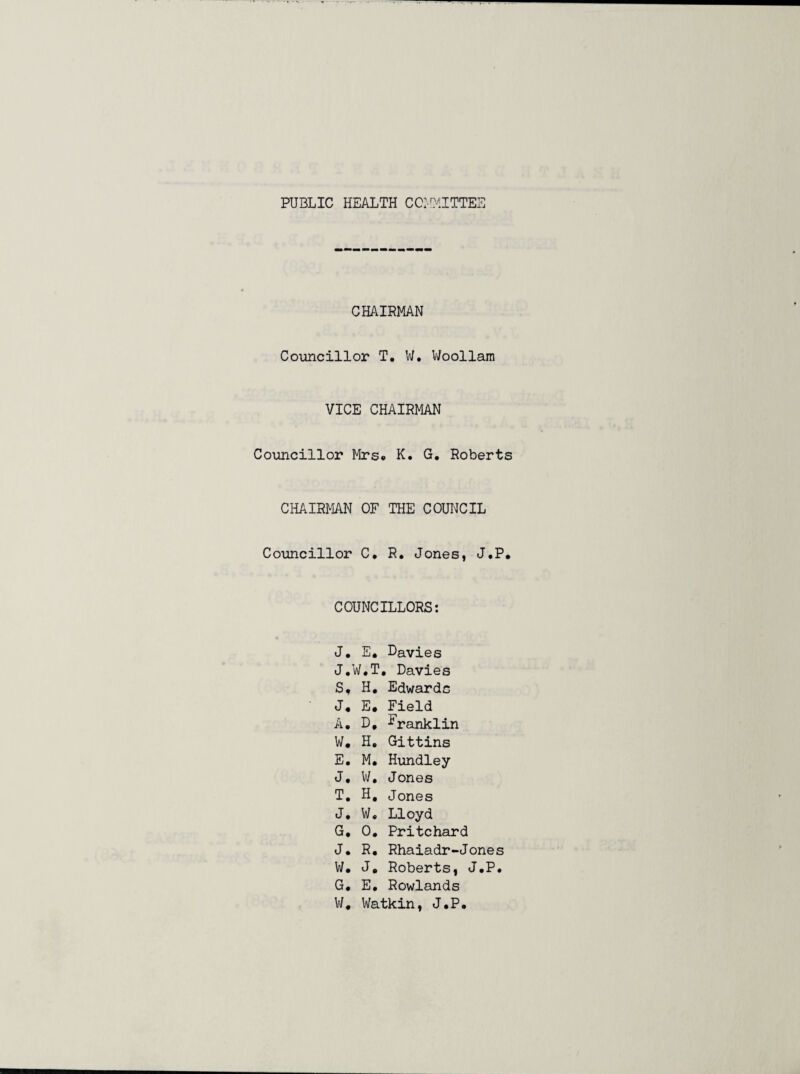 PUBLIC HEALTH COMMITTEE
CHAIRMAN
Councillor T. W. Woollam
VICE CHAIRMAN
Councillor Mrs. K. G. Roberts
CHAIRMAN OF THE COUNCIL
Councillor C. R. Jones, J.P.
COUNCILLORS:
J. E. Davies
J.W.T. Davies
S. H. Edwards
J. E. Field
A. D. Franklin
W. H. Gittins
E. M. Hundley
J. W. Jones
T. H. Jones
J. W. Lloyd
G. O. Pritchard
J. R. Rhaiadr-Jones
W. J. Roberts, J.P.
G. E. Rowlands
W. Watkin, J.P.